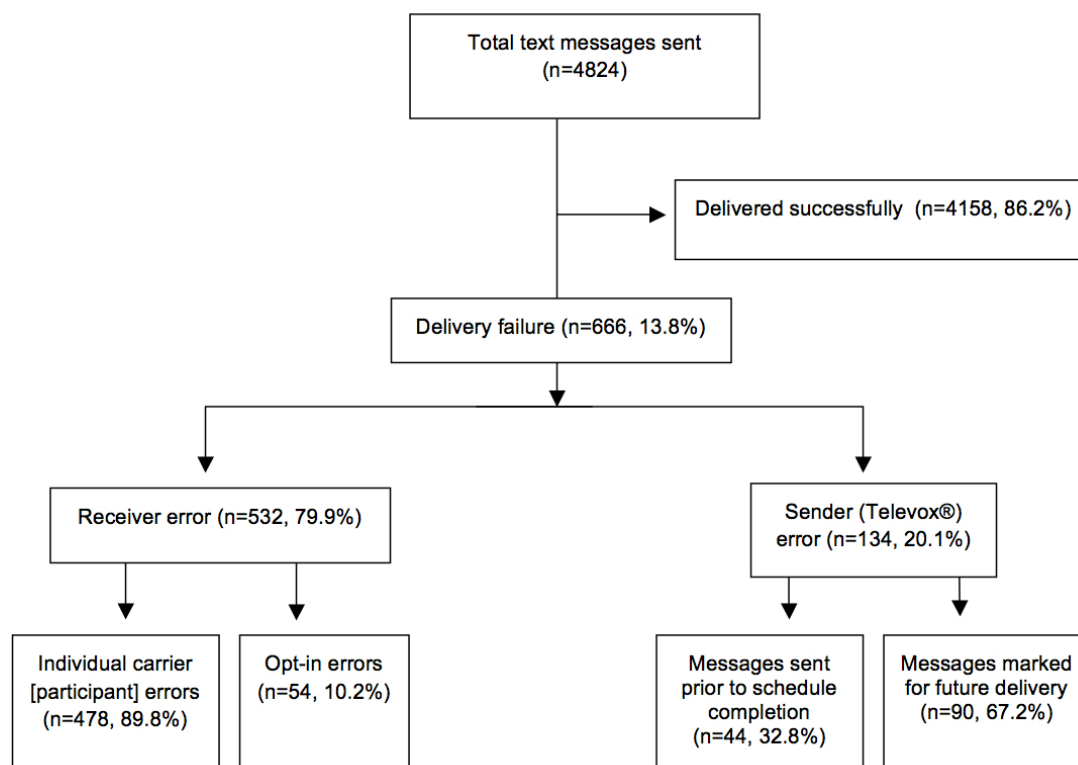 Total text messages sent
(n=4824)
Delivered successfully (n=4158, 86.2%)
Delivery failure (n=666, 13.8%)
Receiver error (n=532, 79.9%)
Sender (Televox®)
error (n=134, 20.1%)
Individual carrier
[participant] errors
(n=478, 89.8%)
Opt-in errors
(n=54, 10.2%)
Messages sent
prior to schedule
completion
(n=44, 32.8%)
Messages marked
for future delivery
(n=90, 67.2%)